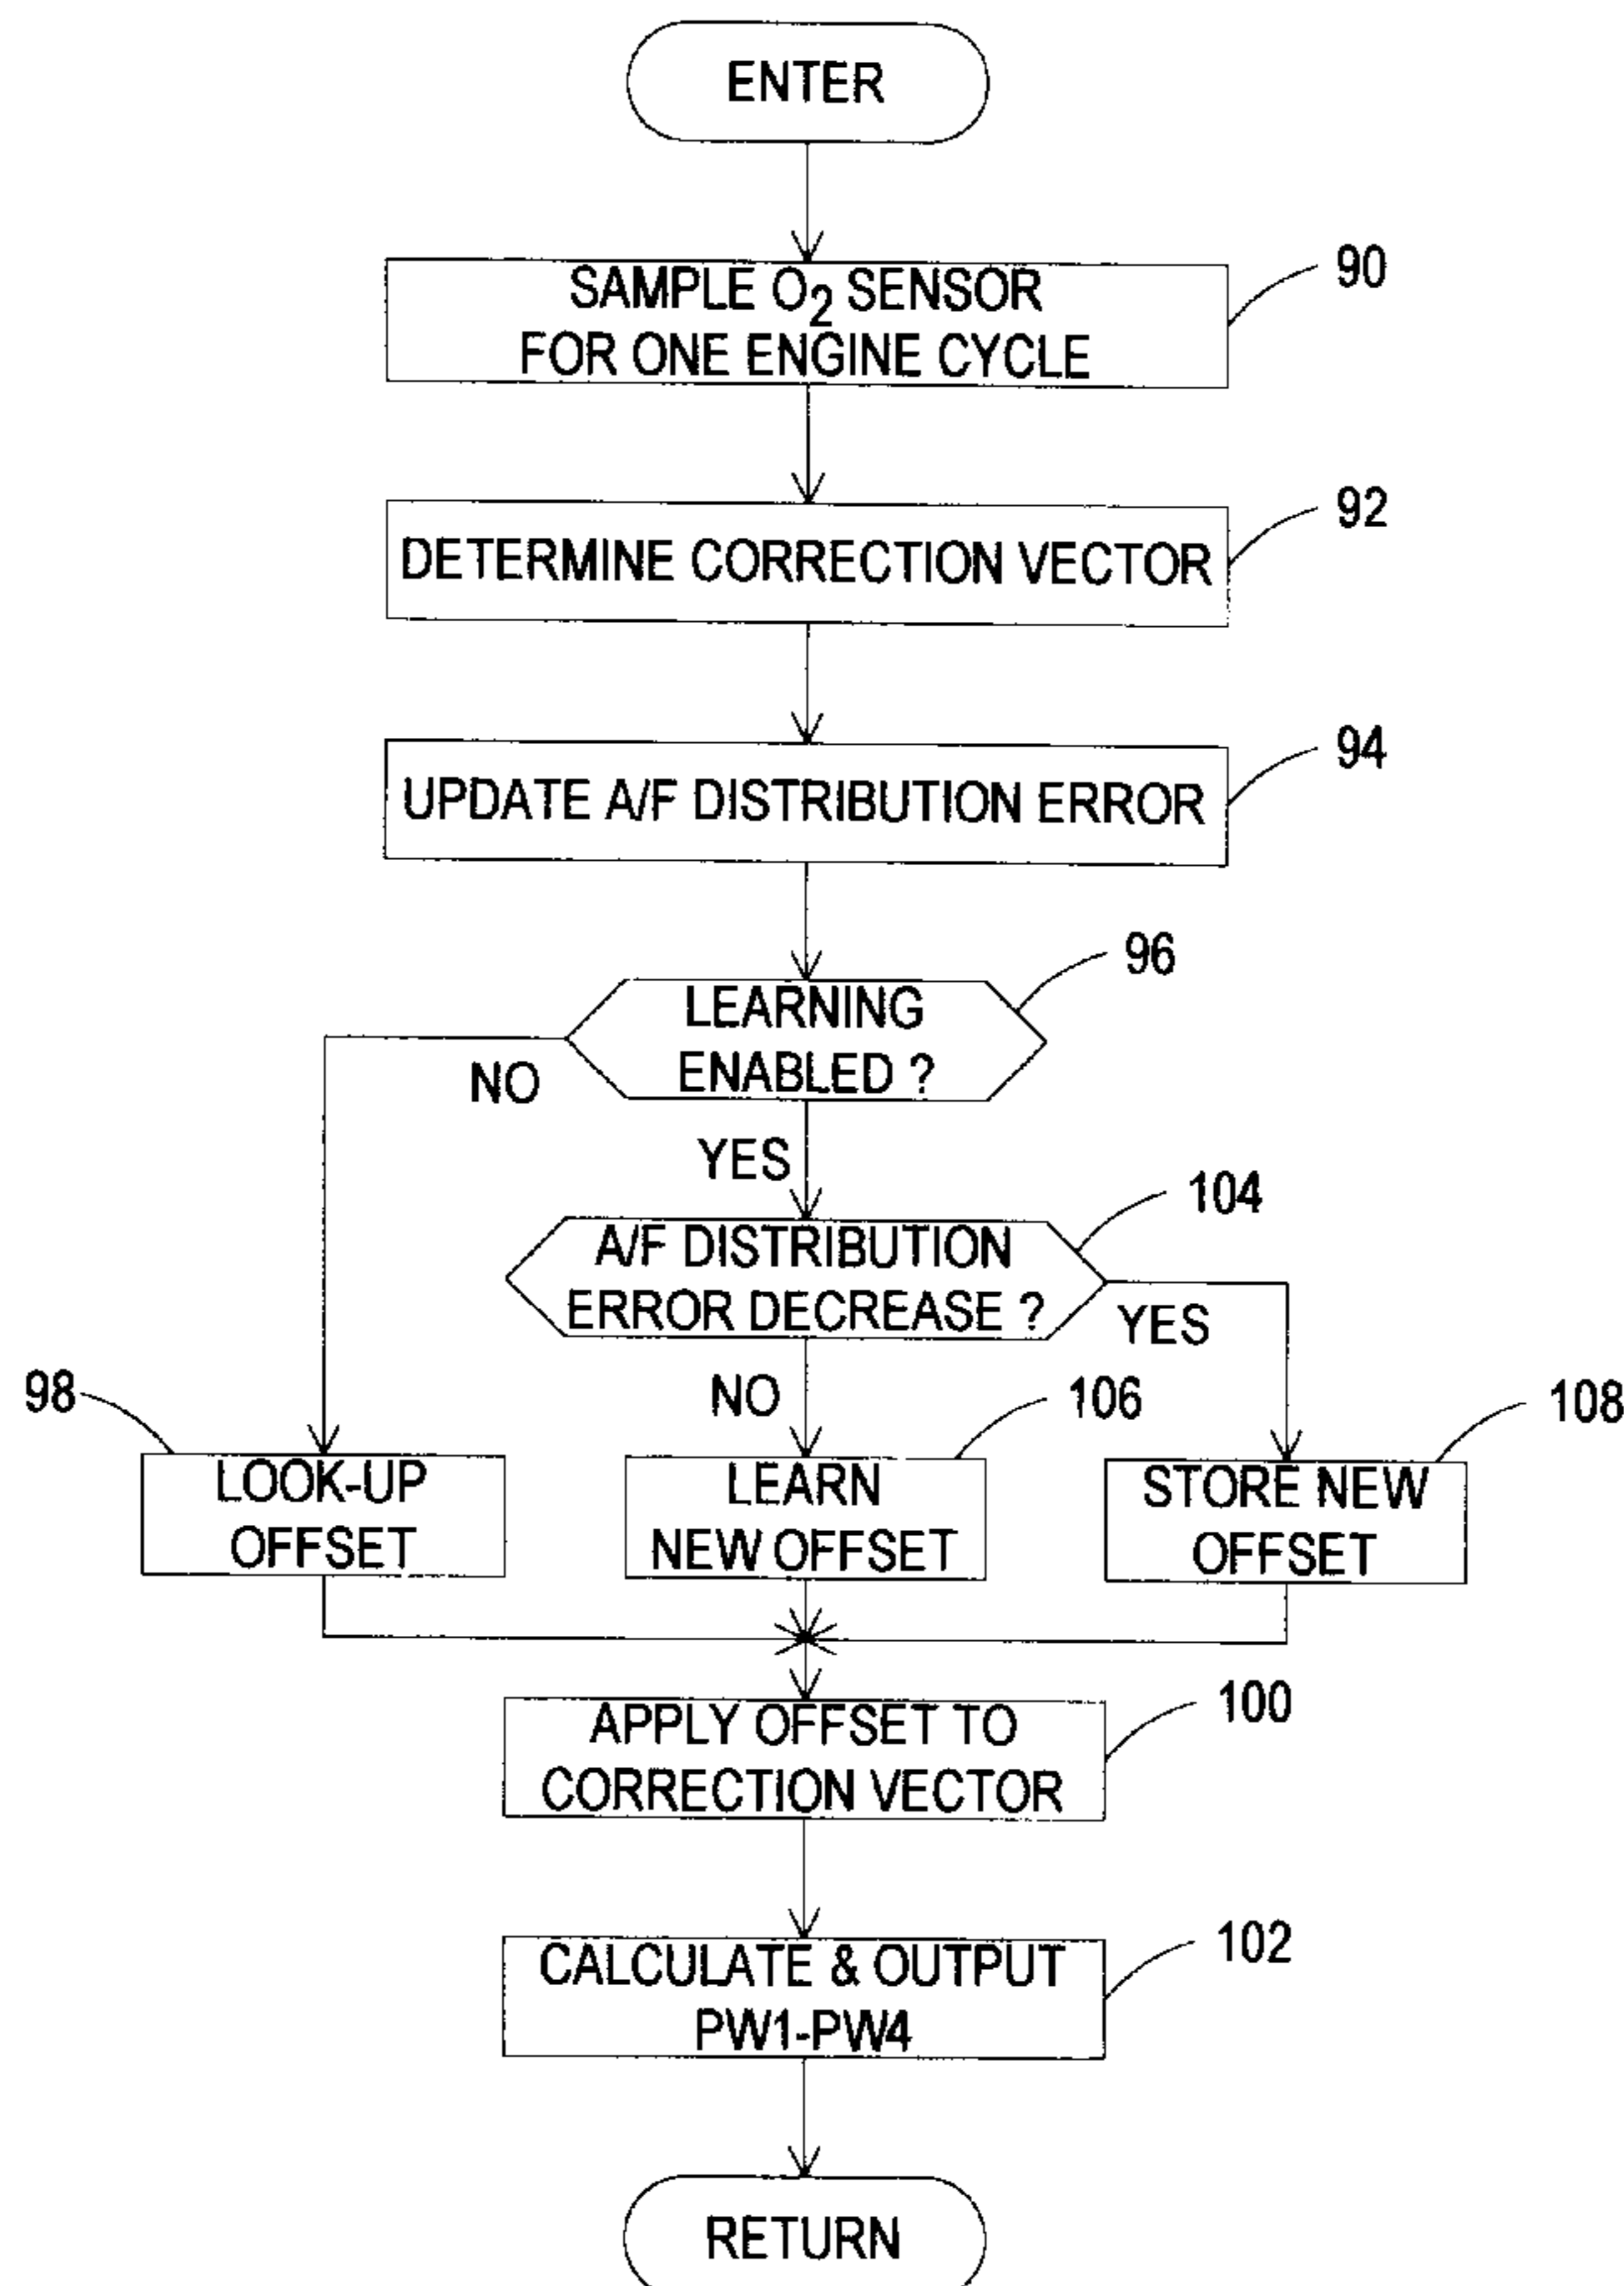 ENTER
SAMPLE O₂ SENSOR
FOR ONE ENGINE CYCLE
90
DETERMINE CORRECTION VECTOR
92
UPDATE A/F DISTRIBUTION ERROR
94
LEARNING
ENABLED ?
96
NO
YES
A/F DISTRIBUTION
ERROR DECREASE ?
104
YES
NO
98
LOOK-UP
OFFSET
106
LEARN
NEW OFFSET
108
STORE NEW
OFFSET
APPLY OFFSET TO
CORRECTION VECTOR
100
CALCULATE & OUTPUT
PW1-PW4
102
RETURN